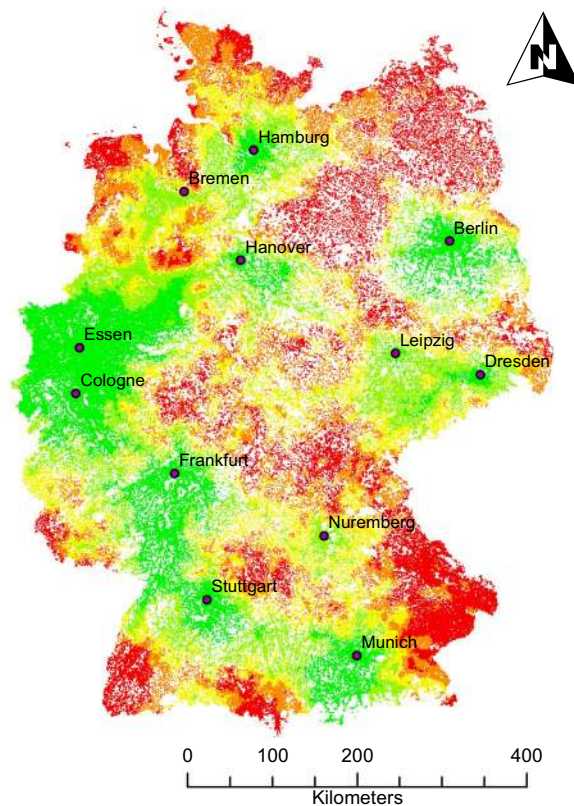 N
Hamburg
Bremen
Berlin
Hanover
Essen
Leipzig
Dresden
Cologne
Frankfurt
Nuremberg
Stuttgart
Munich
0 100 200 400
Kilometers